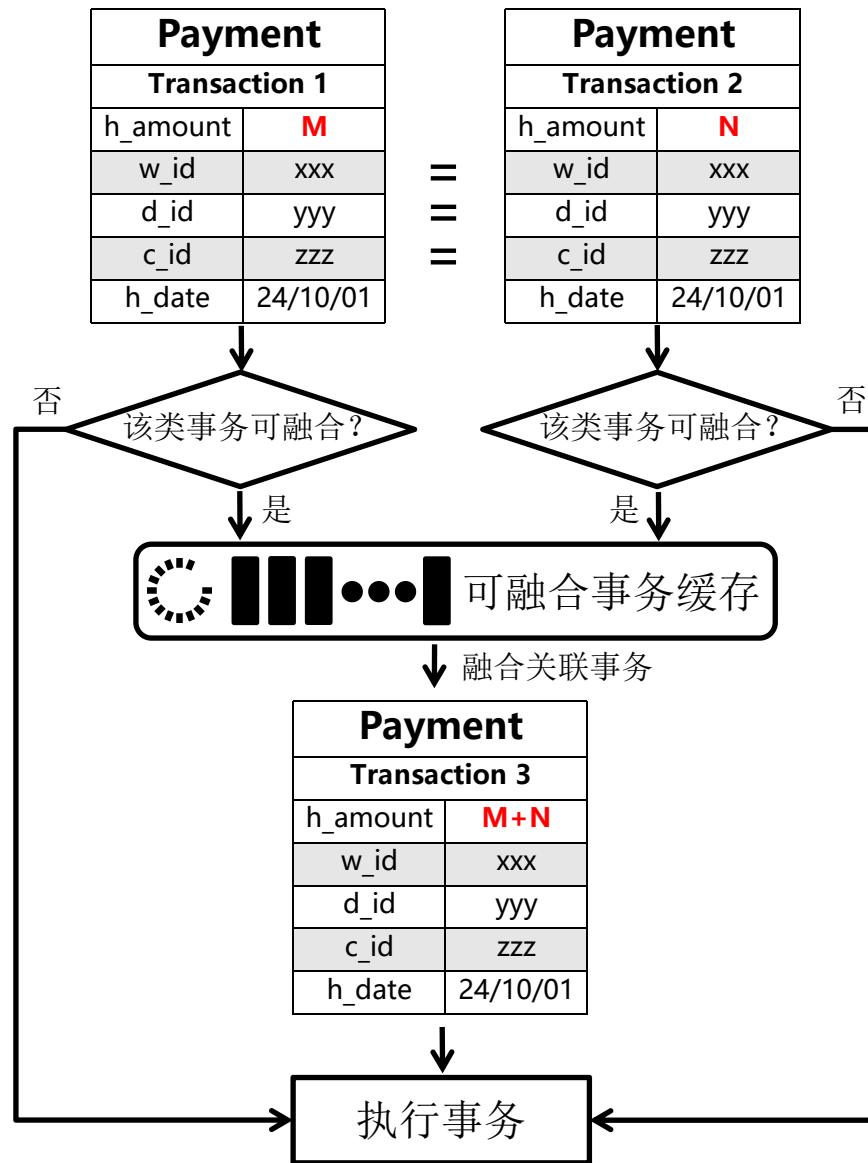 Payment
Transaction 1
h_amount M
w_id xxx
d_id yyy
c_id zzz
h_date 24/10/01
=
=
=
Payment
Transaction 2
h_amount N
w_id xxx
d_id yyy
c_id zzz
h_date 24/10/01
否
该类事务可融合?
该类事务可融合?
否
是
是
可融合事务缓存
融合关联事务
Payment
Transaction 3
h_amount M+N
w_id xxx
d_id yyy
c_id zzz
h_date 24/10/01
执行事务